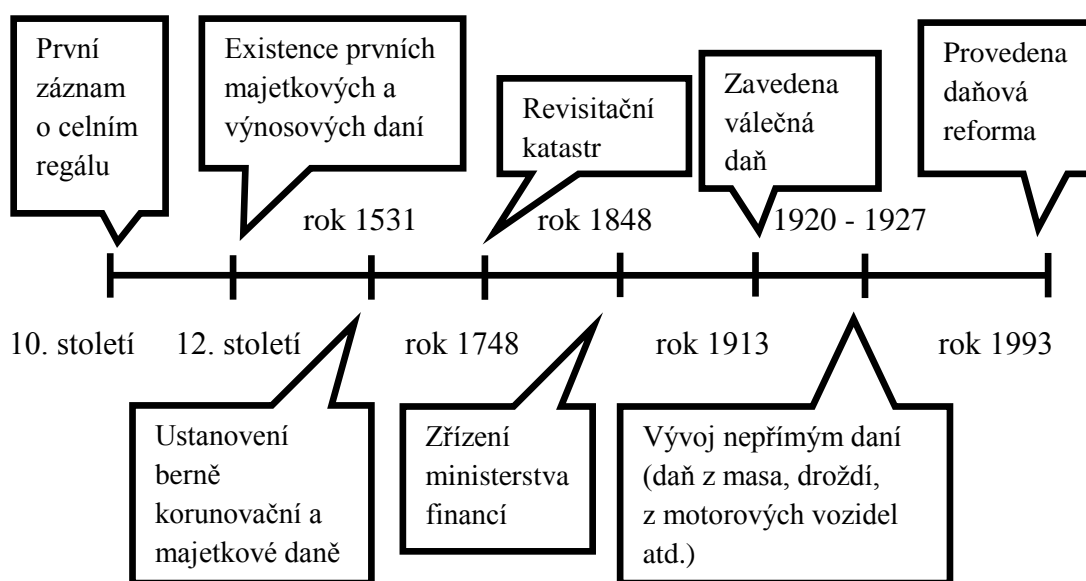 První
záznam
o celním
regálu
Existence prvních
majetkových a
výnosových daní
Revisitační
katastr
Zavedena
válečná
daň
Provedena
daňová
reforma
rok 1531
rok 1848
1920 - 1927
10. století
12. století
rok 1748
rok 1913
rok 1993
Ustanovení
berně
korunovační a
majetkové daně
Zřízení
ministerstva
financí
Vývoj nepřímým daní
(daň z masa, droždí,
z motorových vozidel
atd.)